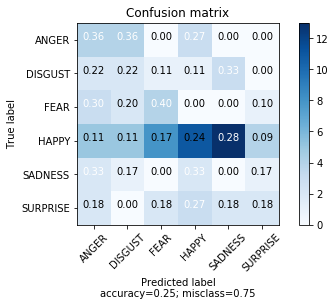 Confusion matrix
ANGER 0.36 0.36 0.00 0.27 0.00 0.00
DISGUST 0.22 0.22 0.11 0.11 0.33 0.00
FEAR 0.30 0.20 0.40 0.00 0.00 0.10
HAPPY 0.11 0.11 0.17 0.24 0.28 0.09
SADNESS 0.33 0.17 0.00 0.33 0.00 0.17
SURPRISE 0.18 0.00 0.18 0.27 0.18 0.18
True label
ANGER DISGUST FEAR HAPPY SADNESS SURPRISE
Predicted label
accuracy=0.25; misclass=0.75
12
10
8
6
4
2
0